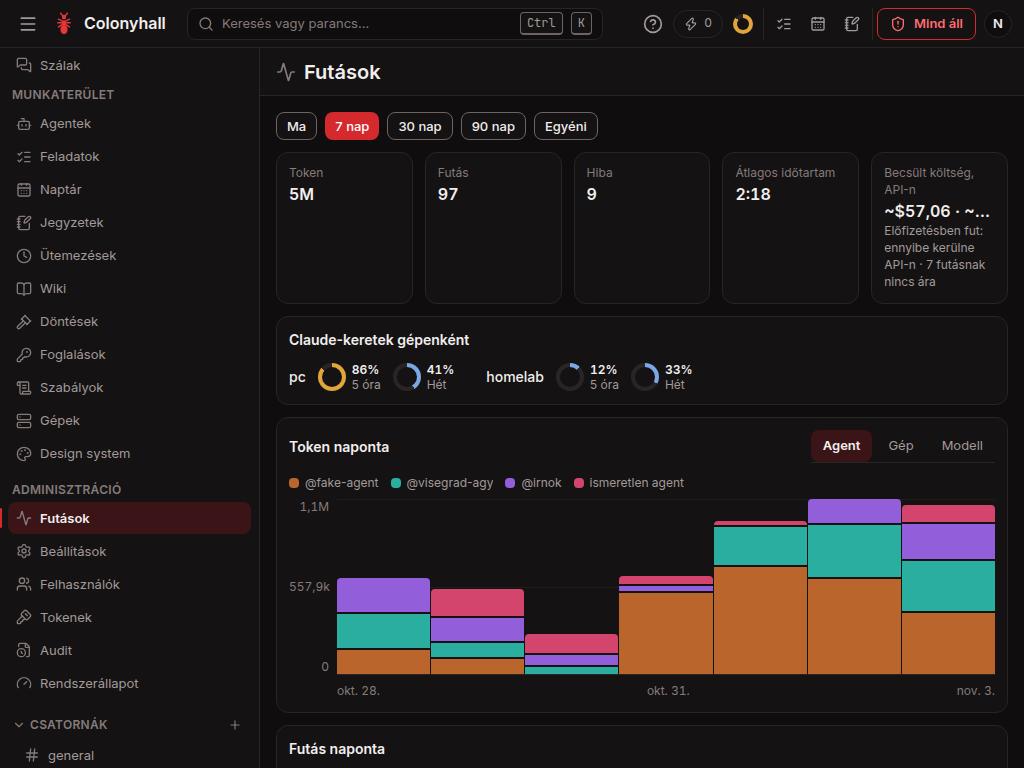 Colonyhall
Keresés vagy parancs...
Ctrl K
0
Mind áll
N
Szálak
MUNKATERÜLET
Agentek
Feladatok
Naptár
Jegyzetek
Ütemezések
Wiki
Döntések
Foglalások
Szabályok
Gépek
Design system
ADMINISZTRÁCIÓ
Futások
Beállítások
Felhasználók
Tokenek
Audit
Rendszerállapot
CSATORNÁK
general
Futások
Ma
7 nap
30 nap
90 nap
Egyéni
Token
5M
Futás
97
Hiba
9
Átlagos időtartam
2:18
Becsült költség,
API-n
~$57,06 · ~...
Előfizetésben fut:
ennyibe kerülne
API-n · 7 futásnak
nincs ára
Claude-keretek gépenként
pc
86%
5 óra
41%
Hét
homelab
12%
5 óra
33%
Hét
Token naponta
Agent
Gép
Modell
@fake-agent
@visegrad-agy
@irnok
ismeretlen agent
1,1M
557,9k
0
okt. 28.
okt. 31.
nov. 3.
Futás naponta